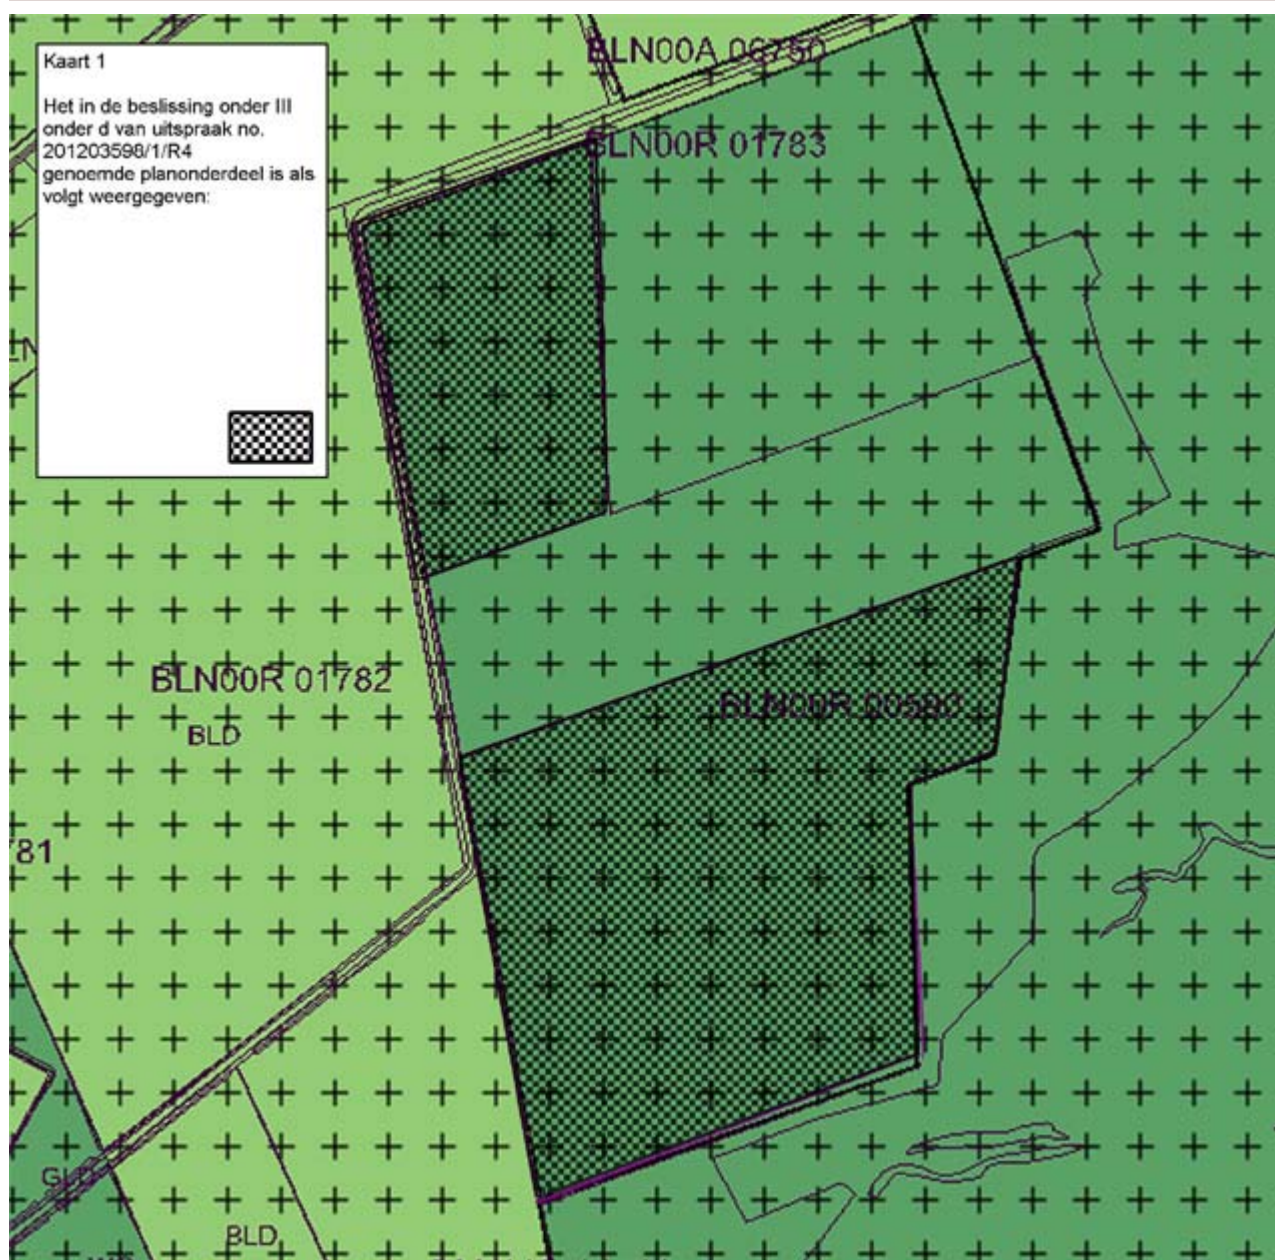 Kaart 1
Het in de beslissing onder III
onder d van uitspraak no.
201203598/1/R4
genoemde planonderdeel is als
volgt weergegeven:
BLN00A 06750
BLN00R 01783
BLN00R 01782
BLD
BLN00R 00580
781
GLD
BLD